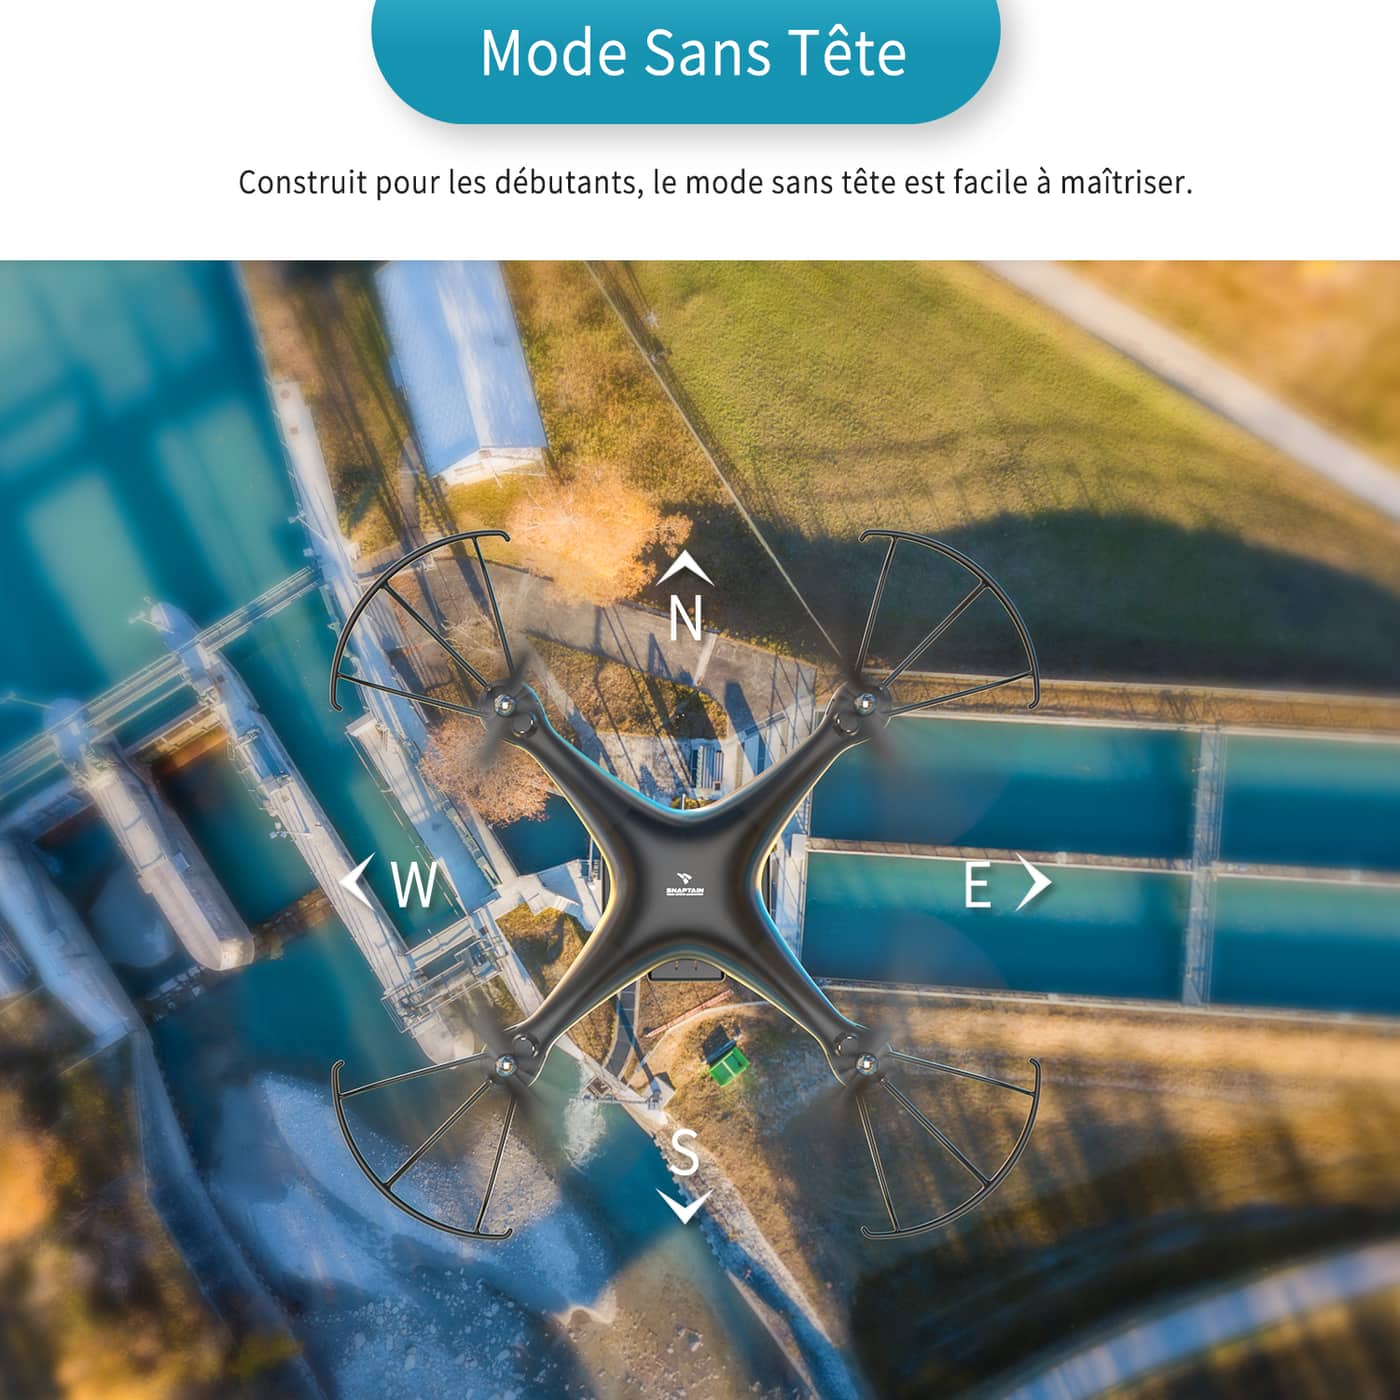 Mode Sans Tête
Construit pour les débutants, le mode sans tête est facile à maîtriser.
N
W
E
SNAPTAIN
S